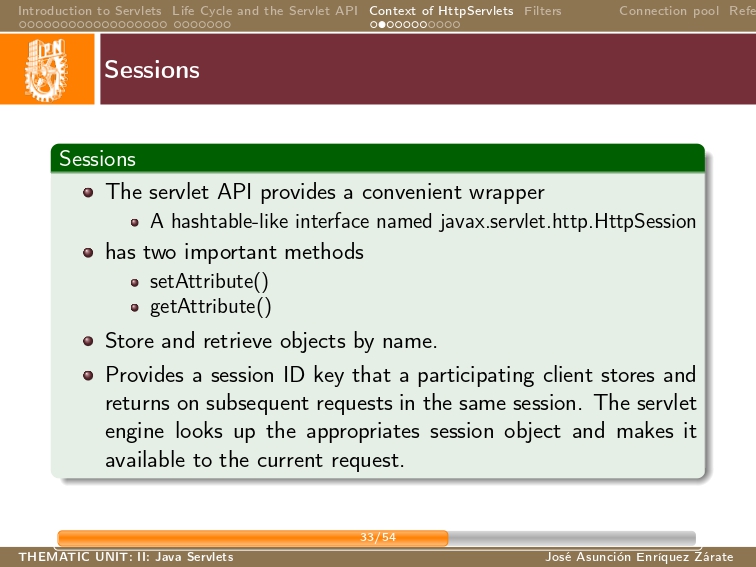 Introduction to Servlets Life Cycle and the Servlet API Context of HttpServlets Filters Connection pool Refe
IPN
Sessions
Sessions
The servlet API provides a convenient wrapper
A hashtable-like interface named javax.servlet.http.HttpSession
has two important methods
setAttribute()
getAttribute()
Store and retrieve objects by name.
Provides a session ID key that a participating client stores and
returns on subsequent requests in the same session. The servlet
engine looks up the appropriates session object and makes it
available to the current request.
33/54
THEMATIC UNIT: II: Java Servlets José Asunción Enríquez Zárate